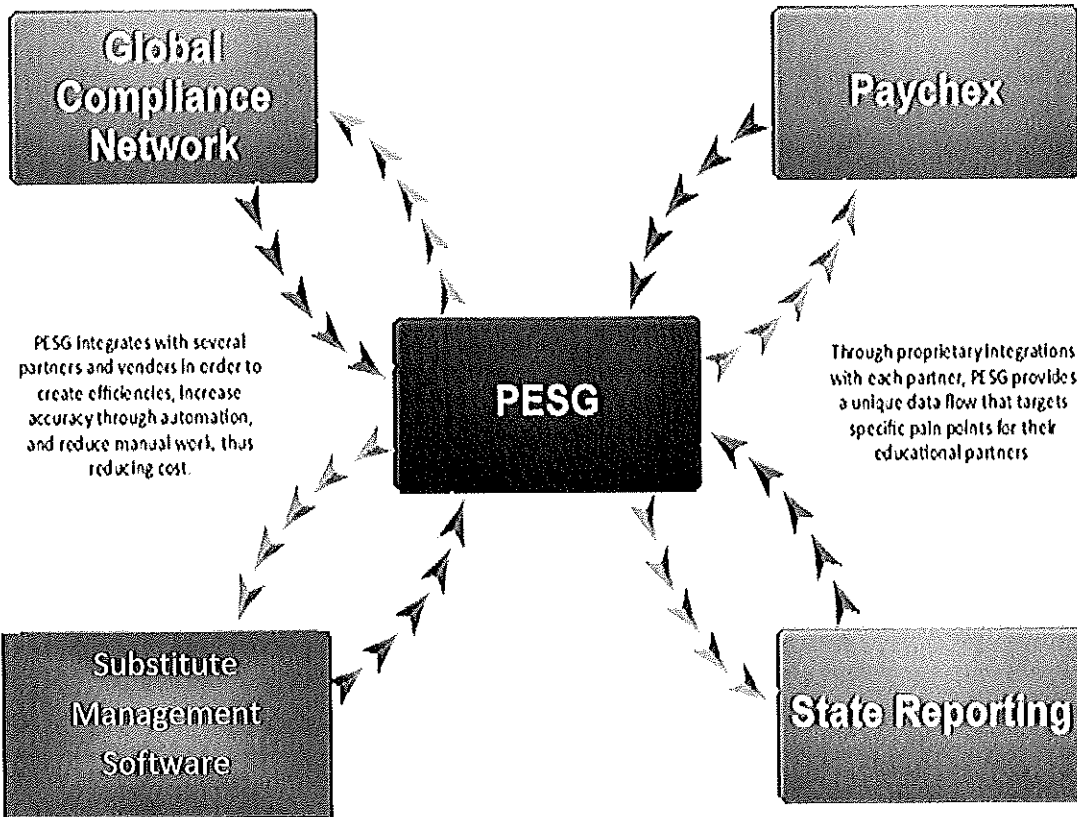 Global
Compliance
Network
Paychex
PESG integrates with several
partners and venders in order to
create efficiencies, increase
accuracy through automation,
and reduce manual work, thus
reducing cost.
PESG
Through proprietary integrations
with each partner, PESG provides
a unique data flow that targets
specific pain points for their
educational partners
Substitute
Management
Software
State Reporting